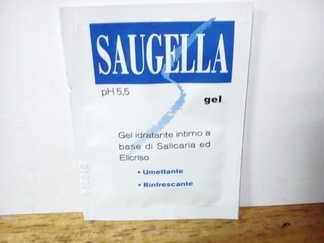 SAUGELLA
pH 5,5
gel
Gel idratante intimo a
base di Salicaria ed
Elicriso
• Umettante
• Rinfrescante